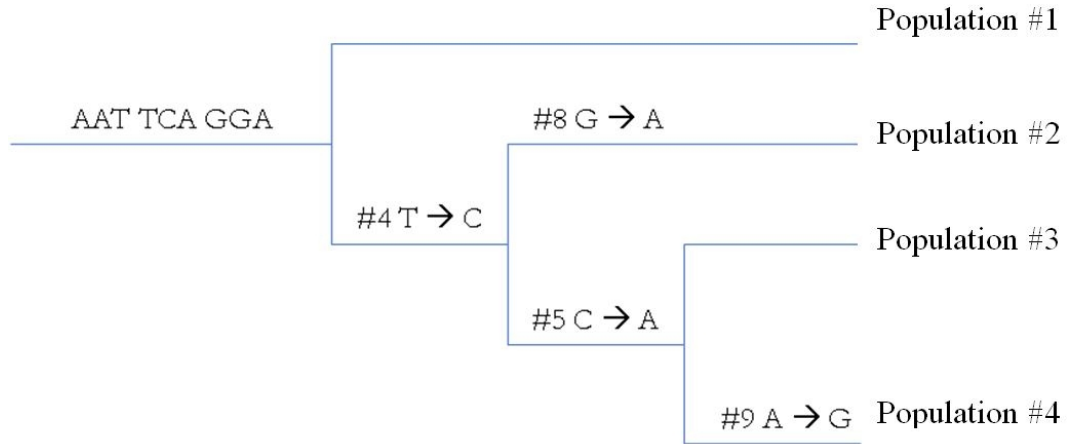 Population #1
AAT TCA GGA
#8 G → A
Population #2
#4 T → C
Population #3
#5 C → A
#9 A → G
Population #4